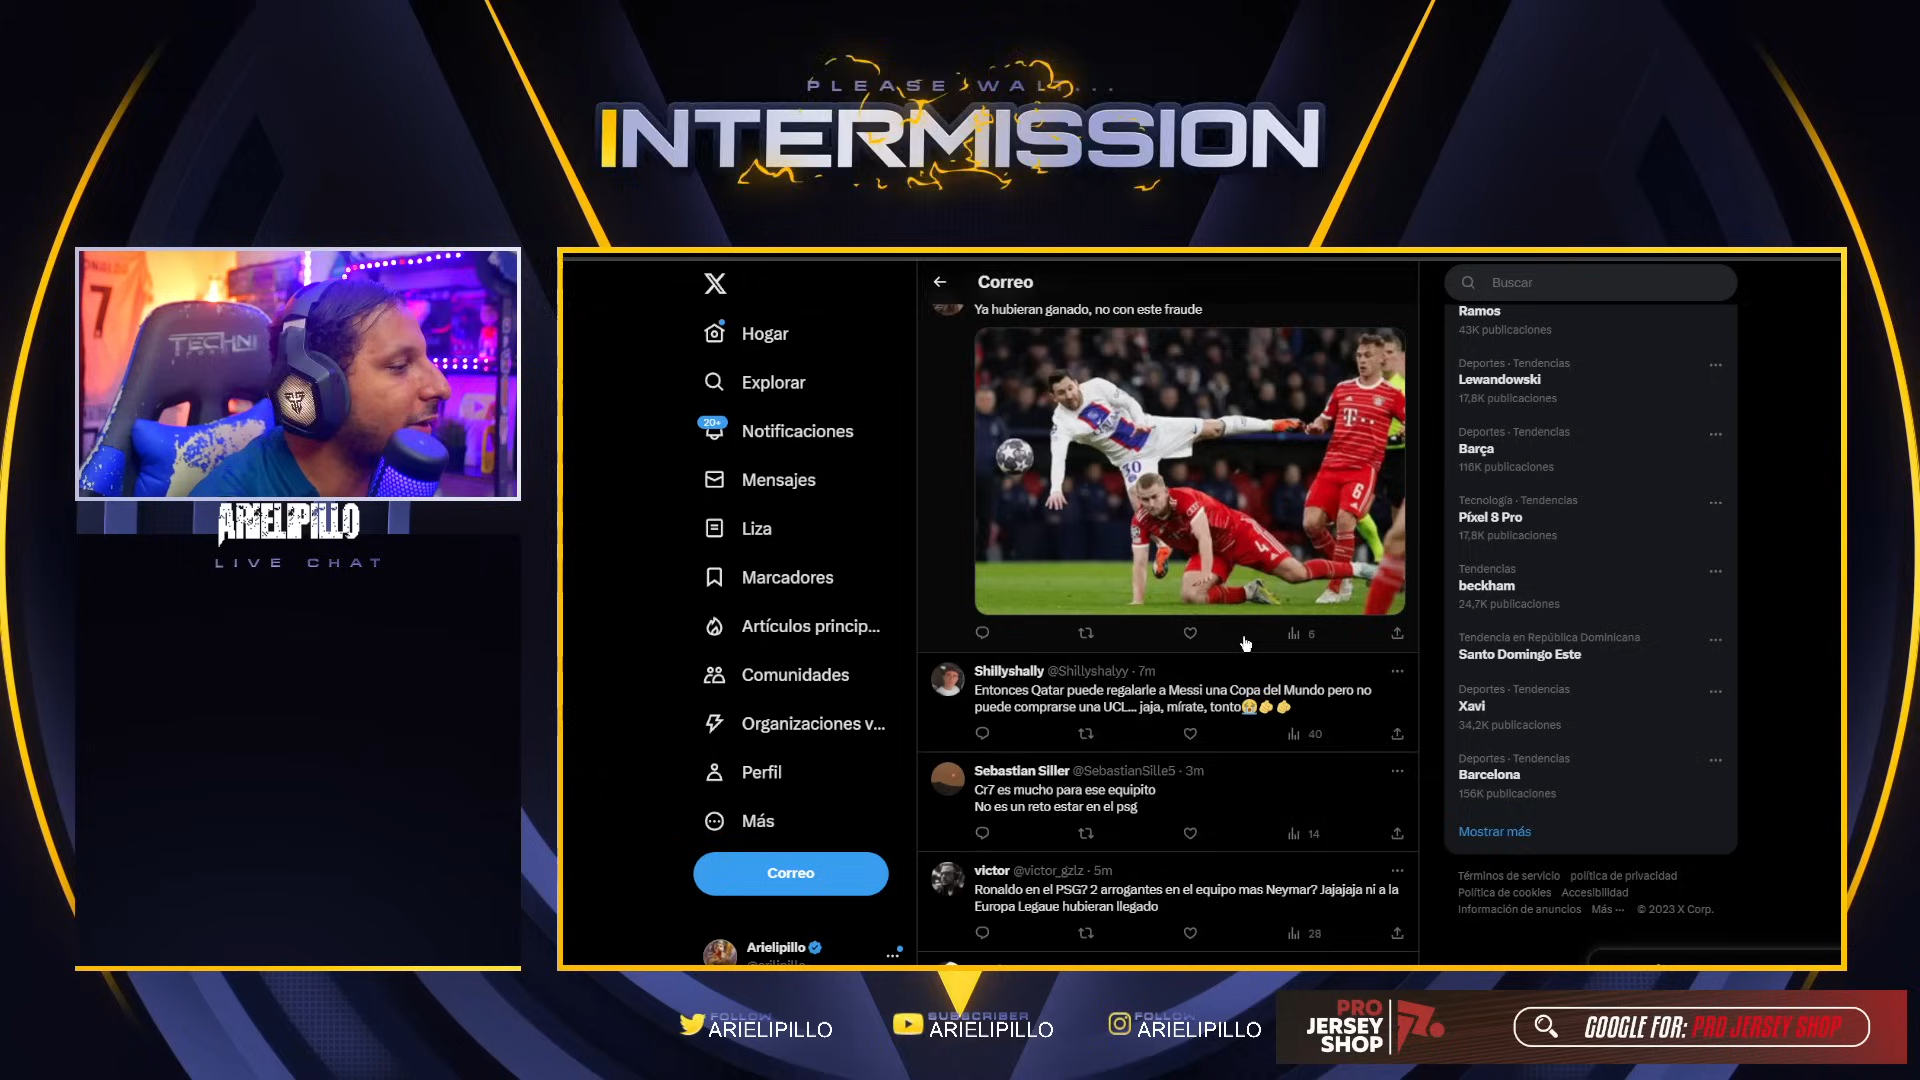 PLEASE WAIT...
INTERMISSION
7
TECHNI
ARIELIPILLO
LIVE CHAT
X
Hogar
Explorar
20+
Notificaciones
Mensajes
Liza
Marcadores
Artículos princip...
Comunidades
Organizaciones v...
Perfil
Más
Correo
Arielipillo
Correo
Ya hubieran ganado, no con este fraude
30
4
6
T
6
Shillyshally @Shillyshalyy · 7m
Entonces Qatar puede regalarle a Messi una Copa del Mundo pero no
puede comprarse una UCL... jaja, mírate, tonto😭🫵🫵
40
Sebastian Siller @SebastianSille5 · 3m
Cr7 es mucho para ese equipito
No es un reto estar en el psg
14
victor @victor_gzlz · 5m
Ronaldo en el PSG? 2 arrogantes en el equipo mas Neymar? Jajajaja ni a la
Europa Legaue hubieran llegado
28
Buscar
Ramos
43K publicaciones
Deportes · Tendencias
Lewandowski
17,8K publicaciones
Deportes · Tendencias
Barça
116K publicaciones
Tecnología · Tendencias
Píxel 8 Pro
17,8K publicaciones
Tendencias
beckham
24,7K publicaciones
Tendencia en República Dominicana
Santo Domingo Este
Deportes · Tendencias
Xavi
34,2K publicaciones
Deportes · Tendencias
Barcelona
156K publicaciones
Mostrar más
Términos de servicio política de privacidad
Política de cookies Accesibilidad
Información de anuncios Más ··· © 2023 X Corp.
FOLLOW
ARIELIPILLO
SUBSCRIBER
ARIELIPILLO
FOLLOW
ARIELIPILLO
PRO
JERSEY
SHOP
GOOGLE FOR: PRO JERSEY SHOP